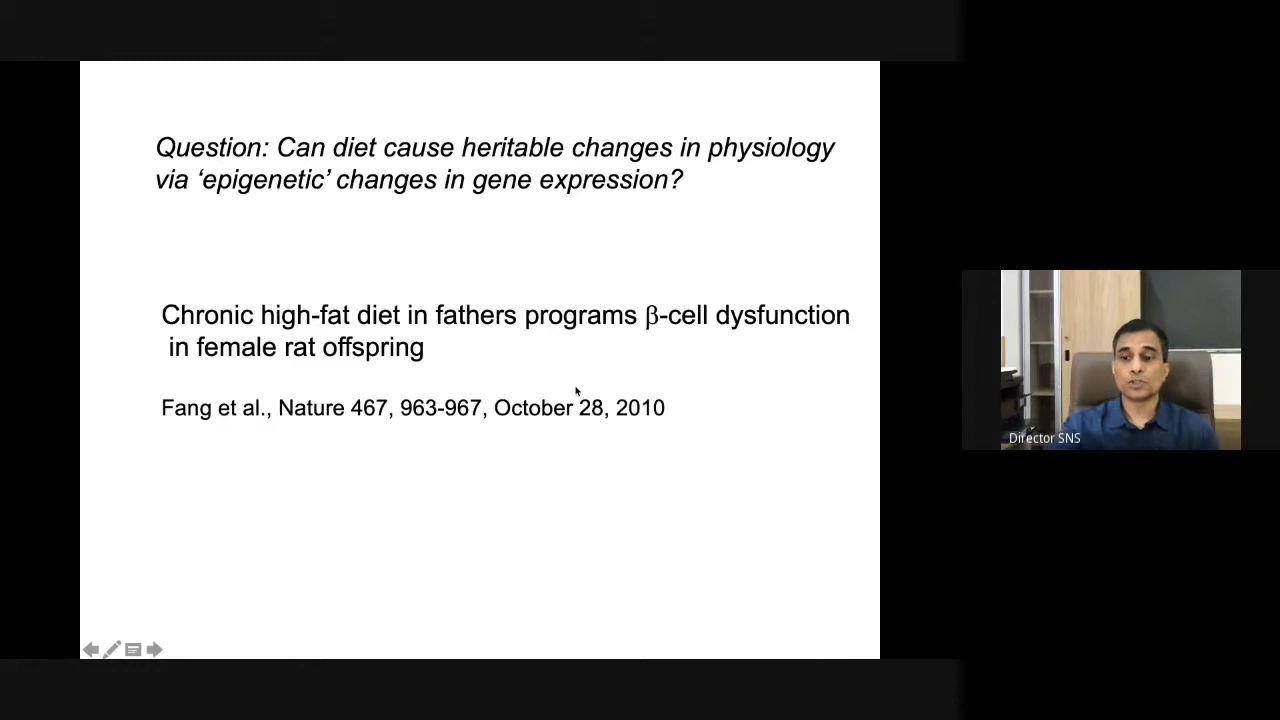 Question: Can diet cause heritable changes in physiology
via ‘epigenetic’ changes in gene expression?
Chronic high-fat diet in fathers programs β-cell dysfunction
in female rat offspring
Fang et al., Nature 467, 963-967, October 28, 2010
Director SNS